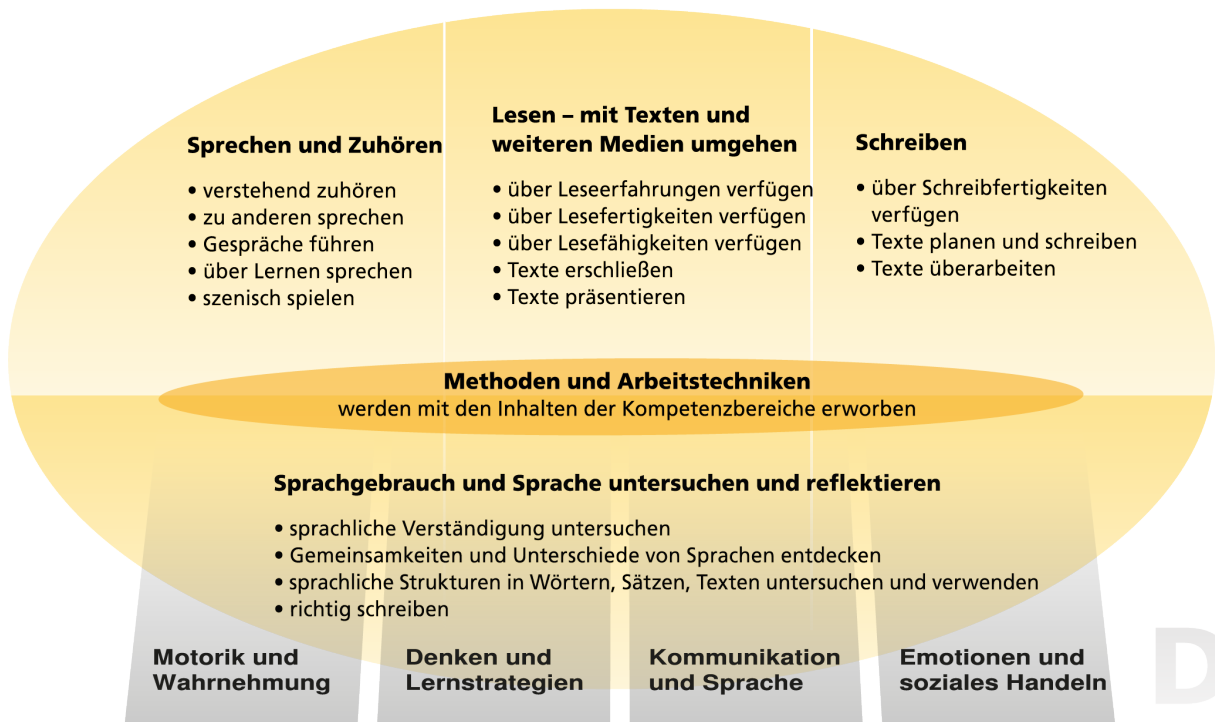 Sprechen und Zuhören
• verstehend zuhören
• zu anderen sprechen
• Gespräche führen
• über Lernen sprechen
• szenisch spielen
Lesen – mit Texten und
weiteren Medien umgehen
• über Leseerfahrungen verfügen
• über Lesefertigkeiten verfügen
• über Lesefähigkeiten verfügen
• Texte erschließen
• Texte präsentieren
Schreiben
• über Schreibfertigkeiten
verfügen
• Texte planen und schreiben
• Texte überarbeiten
Methoden und Arbeitstechniken
werden mit den Inhalten der Kompetenzbereiche erworben
Sprachgebrauch und Sprache untersuchen und reflektieren
• sprachliche Verständigung untersuchen
• Gemeinsamkeiten und Unterschiede von Sprachen entdecken
• sprachliche Strukturen in Wörtern, Sätzen, Texten untersuchen und verwenden
• richtig schreiben
Motorik und
Wahrnehmung
Denken und
Lernstrategien
Kommunikation
und Sprache
Emotionen und
soziales Handeln
D